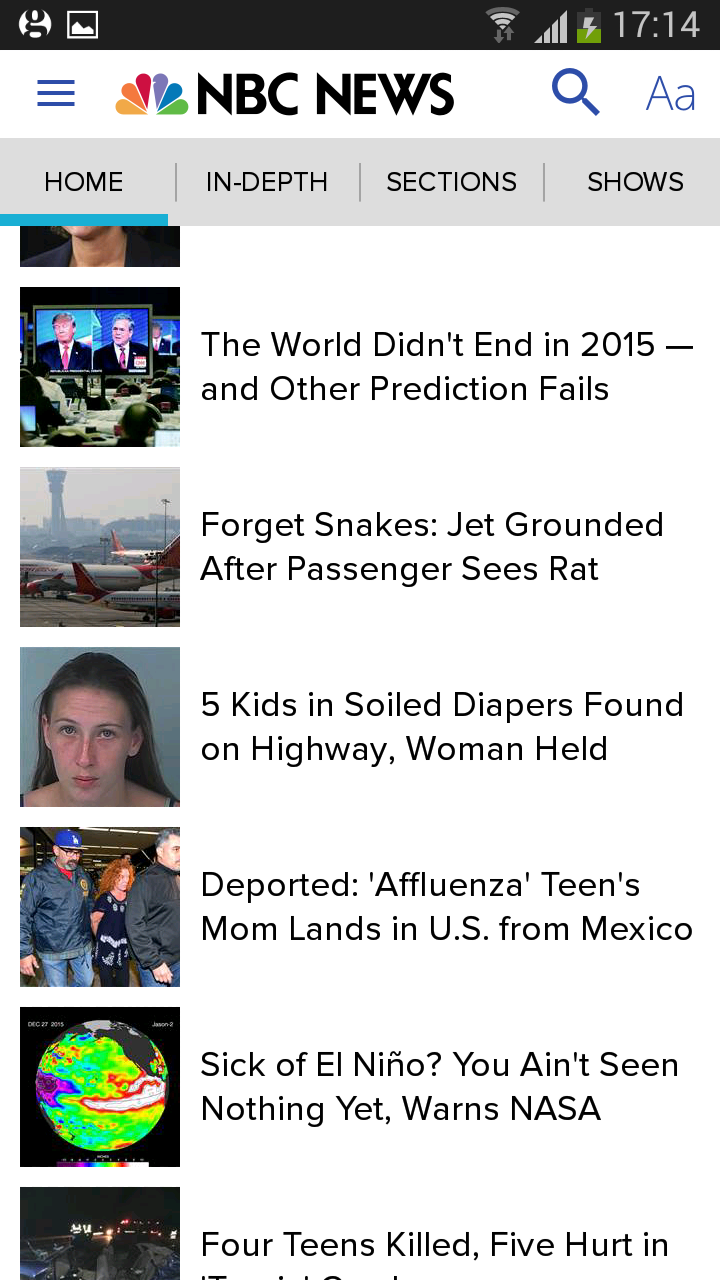 17:14
NBC NEWS
Aa
HOME
IN-DEPTH
SECTIONS
SHOWS
The World Didn't End in 2015 —
and Other Prediction Fails
Forget Snakes: Jet Grounded
After Passenger Sees Rat
5 Kids in Soiled Diapers Found
on Highway, Woman Held
Deported: 'Affluenza' Teen's
Mom Lands in U.S. from Mexico
DEC 27 2015
Jason-2
Sick of El Niño? You Ain't Seen
Nothing Yet, Warns NASA
Four Teens Killed, Five Hurt in